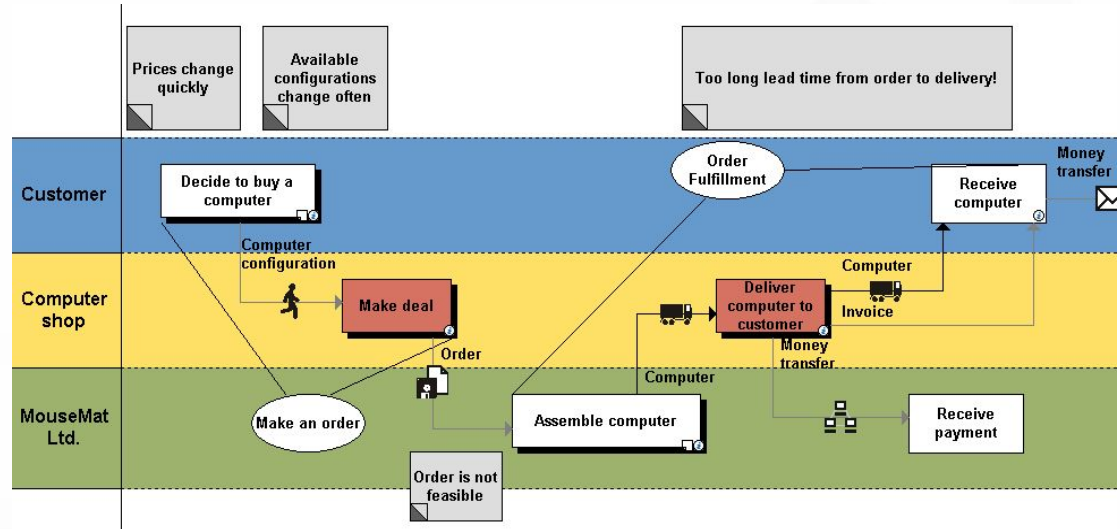 Prices change
quickly
Available
configurations
change often
Too long lead time from order to delivery!
Customer
Decide to buy a
computer
Order
Fulfillment
Receive
computer
Money
transfer
Computer
configuration
Computer
shop
Make deal
Deliver
computer to
customer
Computer
Invoice
Order
Money
transfer
Computer
MouseMat
Ltd.
Make an order
Assemble computer
Receive
payment
Order is not
feasible